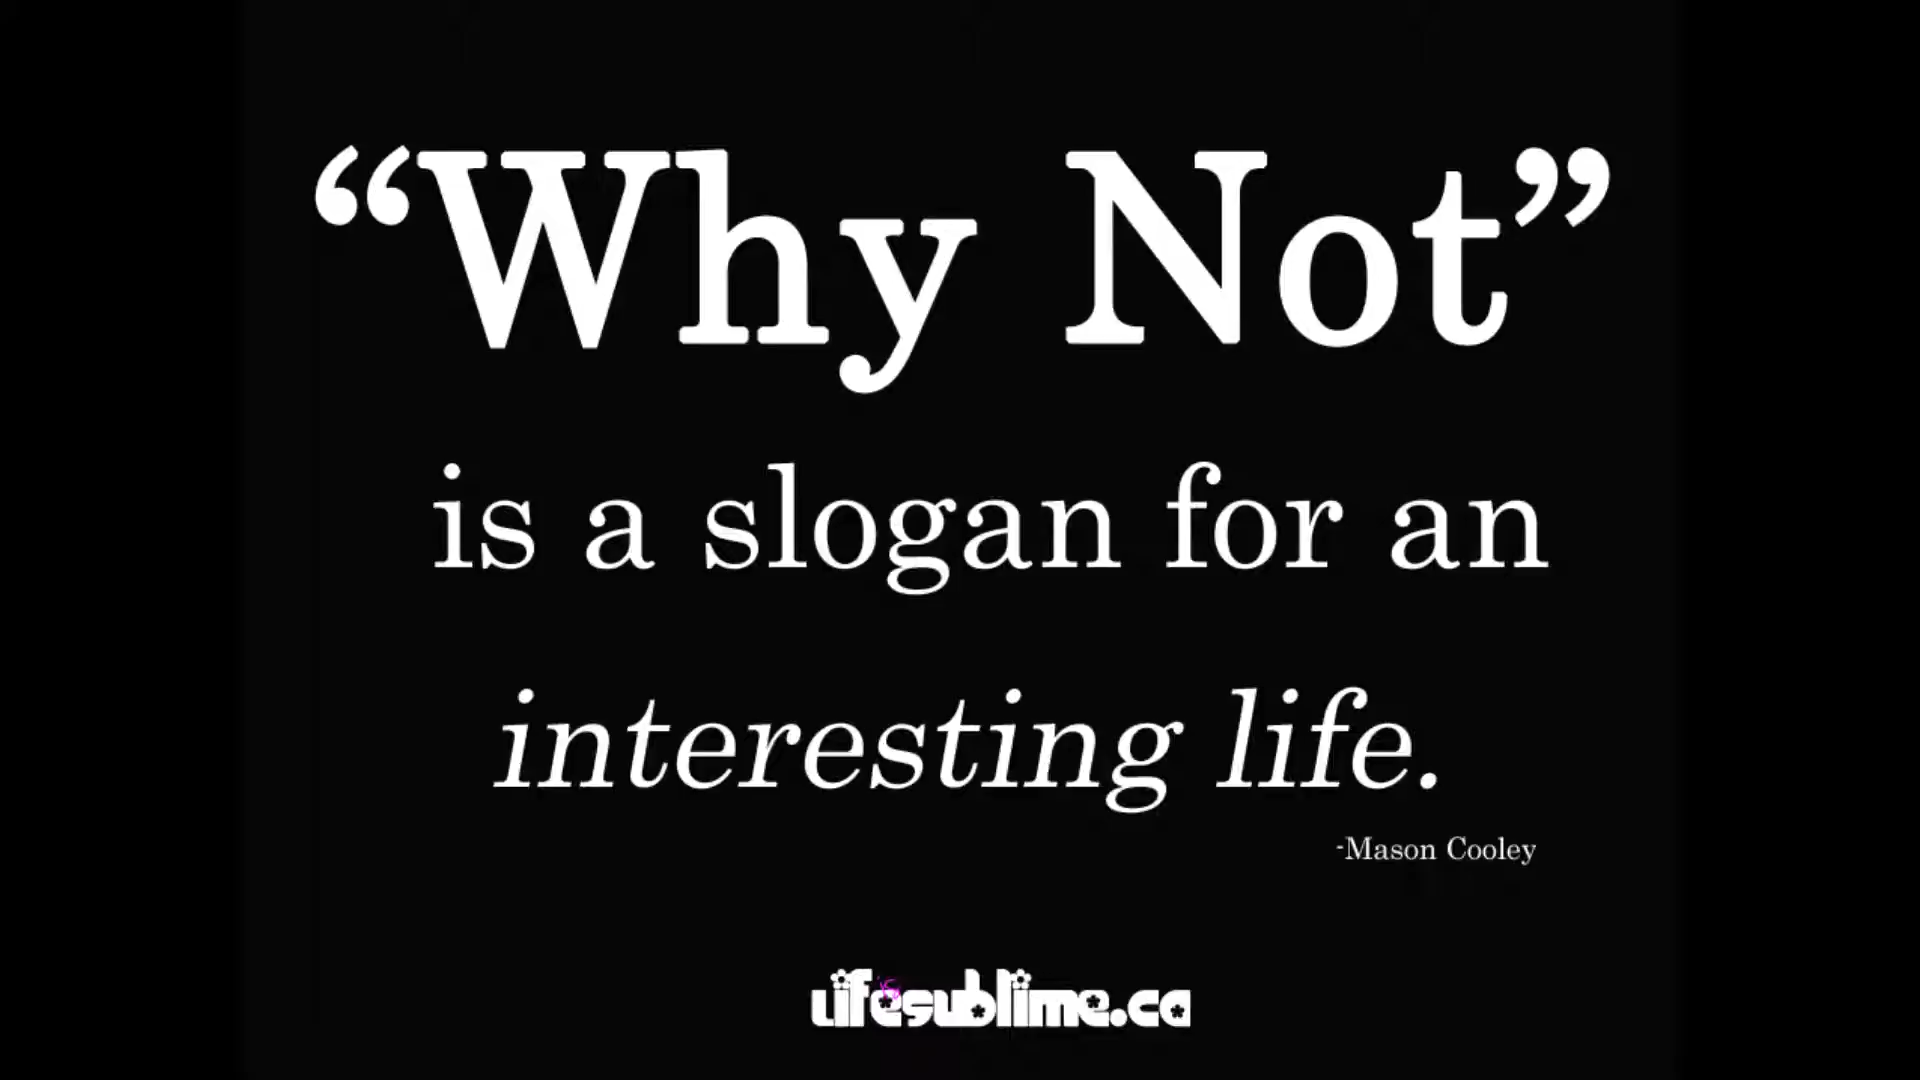 “Why Not”
is a slogan for an
interesting life.
-Mason Cooley
lifesublime.ca